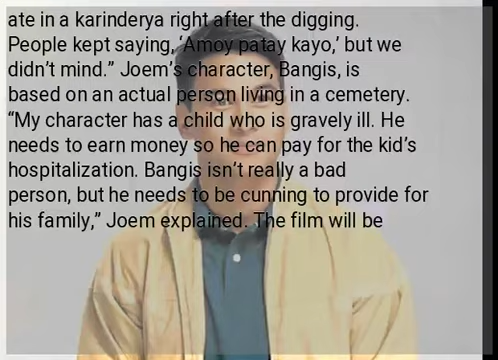 ate in a karinderya right after the digging.
People kept saying, ‘Amoy patay kayo,’ but we
didn’t mind.” Joem’s character, Bangis, is
based on an actual person living in a cemetery.
“My character has a child who is gravely ill. He
needs to earn money so he can pay for the kid’s
hospitalization. Bangis isn’t really a bad
person, but he needs to be cunning to provide for
his family,” Joem explained. The film will be